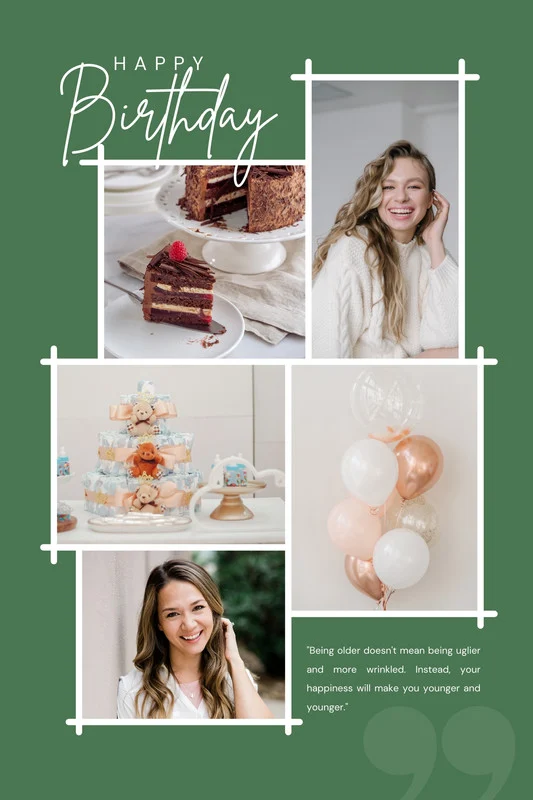 HAPPY
Birthday
"Being older doesn't mean being uglier
and more wrinkled. Instead, your
happiness will make you younger and
younger."